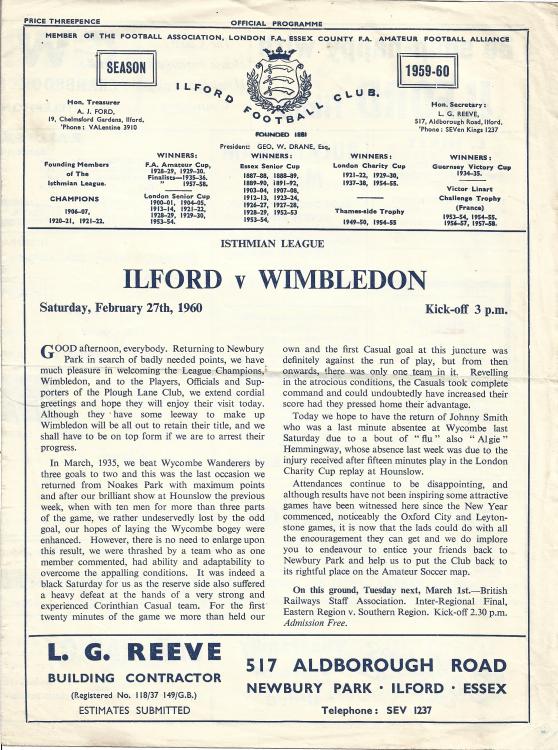 PRICE THREEPENCE
OFFICIAL PROGRAMME
MEMBER OF THE FOOTBALL ASSOCIATION, LONDON F.A., ESSEX COUNTY F.A. AMATEUR FOOTBALL ALLIANCE
SEASON
1959-60
ILFORD FOOTBALL CLUB.
FOUNDED 1881
Hon. Treasurer
A. J. FORD,
19, Chelmsford Gardens, Ilford,
'Phone : VALentine 3910
Hon. Secretary :
L. G. REEVE,
517, Aldborough Road, Ilford.
'Phone : SEVen Kings 1237
President: GEO, W. DRANE, Esq.
Founding Members
of The
Isthmian League.
CHAMPIONS
1906-07,
1920-21, 1921-22.
WINNERS:
F.A. Amateur Cup,
1928-29, 1929-30.
Finalists—1935-36.
" 1957-58.
London Senior Cup
1900-01, 1904-05,
1913-14, 1921-22,
1928-29, 1929-30,
1953-54.
WINNERS:
Essex Senior Cup
1887-88, 1888-89,
1889-90, 1891-92,
1903-04, 1907-08,
1912-13, 1923-24,
1926-27, 1927-28,
1928-29, 1952-53
1953-54,
WINNERS:
London Charity Cup
1921-22, 1929-30,
1937-38, 1954-55.
Thames-side Trophy
1949-50, 1954-55
WINNERS :
Guernsey Victory Cup
1934-35.
Victor Linart
Challenge Trophy
(France)
1953-54, 1954-55.
1956-57, 1957-58.
ISTHMIAN LEAGUE
ILFORD v WIMBLEDON
Saturday, February 27th, 1960
Kick-off 3 p.m.
GOOD afternoon, everybody. Returning to Newbury
Park in search of badly needed points, we have
much pleasure in welcoming the League Champions,
Wimbledon, and to the Players, Officials and Sup-
porters of the Plough Lane Club, we extend cordial
greetings and hope they will enjoy their visit today.
Although they have some leeway to make up
Wimbledon will be all out to retain their title, and we
shall have to be on top form if we are to arrest their
progress.
In March, 1935, we beat Wycombe Wanderers by
three goals to two and this was the last occasion we
returned from Noakes Park with maximum points
and after our brilliant show at Hounslow the previous
week, when with ten men for more than three parts
of the game, we rather undeservedly lost by the odd
goal, our hopes of laying the Wycombe bogey were
enhanced. However, there is no need to enlarge upon
this result, we were thrashed by a team who as one
member commented, had ability and adaptability to
overcome the appalling conditions. It was indeed a
black Saturday for us as the reserve side also suffered
a heavy defeat at the hands of a very strong and
experienced Corinthian Casual team. For the first
twenty minutes of the game we more than held our
own and the first Casual goal at this juncture was
definitely against the run of play, but from then
onwards, there was only one team in it. Revelling
in the atrocious conditions, the Casuals took complete
command and could undoubtedly have increased their
score had they pressed home their advantage.
Today we hope to have the return of Johnny Smith
who was a last minute absentee at Wycombe last
Saturday due to a bout of "flu" also "Algie"
Hemmingway, whose absence last week was due to the
injury received after fifteen minutes play in the London
Charity Cup replay at Hounslow.
Attendances continue to be disappointing, and
although results have not been inspiring some attractive
games have been witnessed here since the New Year
commenced, noticeably the Oxford City and Leyton-
stone games, it is now that the lads could do with all
the encouragement they can get and we do implore
you to endeavour to entice your friends back to
Newbury Park and help us to put the Club back to
its rightful place on the Amateur Soccer map.
On this ground, Tuesday next, March 1st.—British
Railways Staff Association. Inter-Regional Final,
Eastern Region v. Southern Region. Kick-off 2.30 p.m.
Admission Free.
L. G. REEVE
BUILDING CONTRACTOR
(Registered No. 118/37 149/G.B.)
ESTIMATES SUBMITTED
517 ALDBOROUGH ROAD
NEWBURY PARK · ILFORD · ESSEX
Telephone : SEV 1237